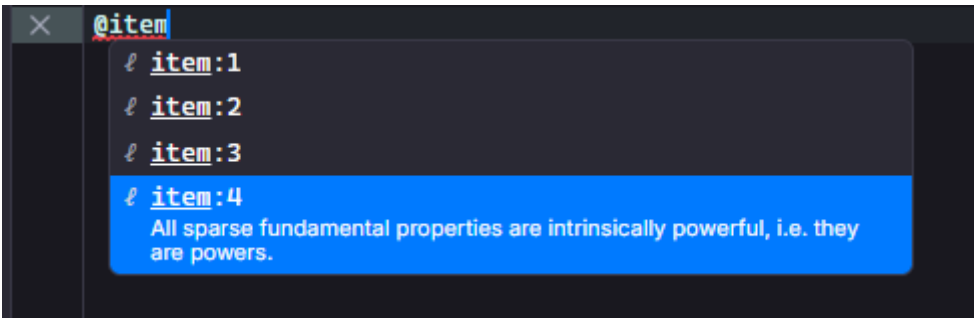 @item
ℓ item:1
ℓ item:2
ℓ item:3
ℓ item:4
All sparse fundamental properties are intrinsically powerful, i.e. they
are powers.